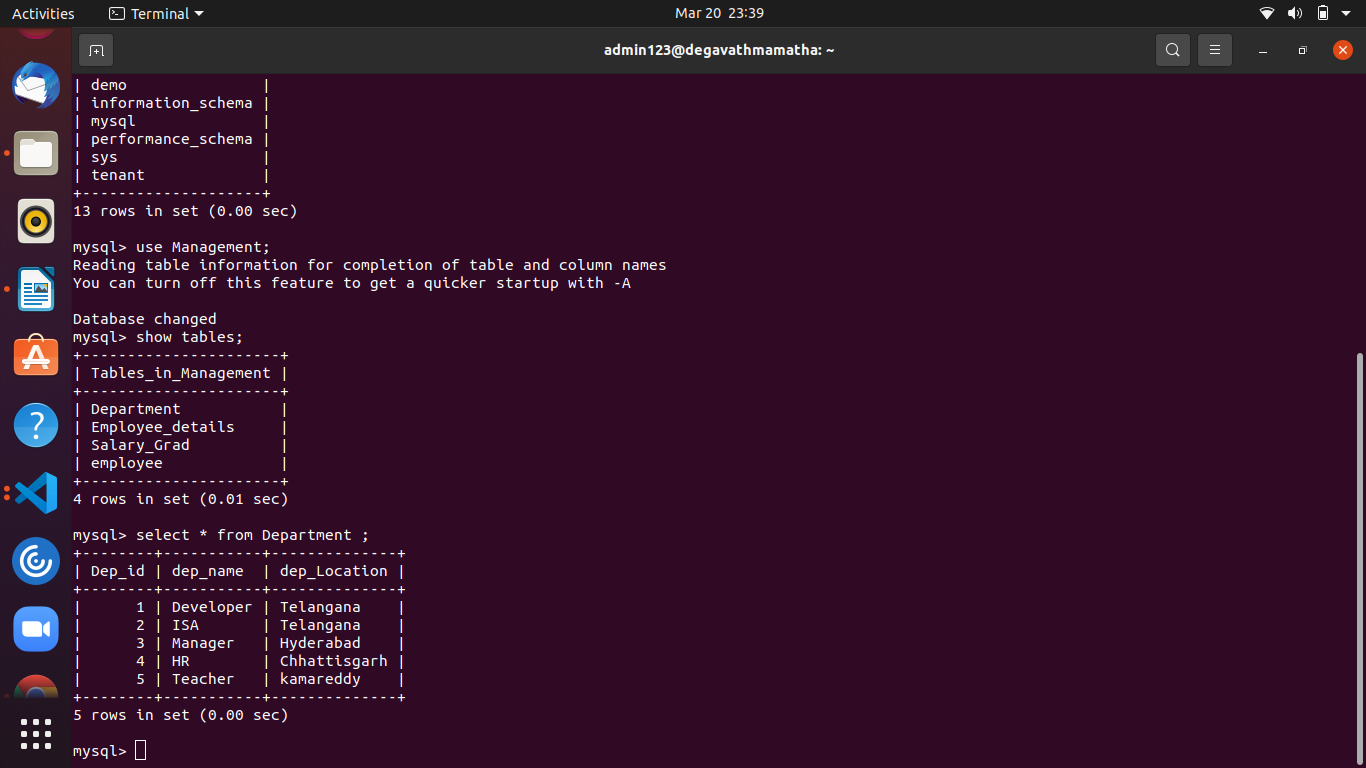 Activities
Terminal
Mar 20 23:39
admin123@degavathmamatha: ~
| demo               |
| information_schema |
| mysql              |
| performance_schema |
| sys                |
| tenant             |
+--------------------+
13 rows in set (0.00 sec)
mysql> use Management;
Reading table information for completion of table and column names
You can turn off this feature to get a quicker startup with -A
Database changed
mysql> show tables;
+----------------------+
| Tables_in_Management |
+----------------------+
| Department           |
| Employee_details     |
| Salary_Grad          |
| employee             |
+----------------------+
4 rows in set (0.01 sec)
mysql> select * from Department ;
+--------+-----------+--------------+
| Dep_id | dep_name  | dep_Location |
+--------+-----------+--------------+
|      1 | Developer | Telangana    |
|      2 | ISA       | Telangana    |
|      3 | Manager   | Hyderabad    |
|      4 | HR        | Chhattisgarh |
|      5 | Teacher   | kamareddy    |
+--------+-----------+--------------+
5 rows in set (0.00 sec)
mysql>